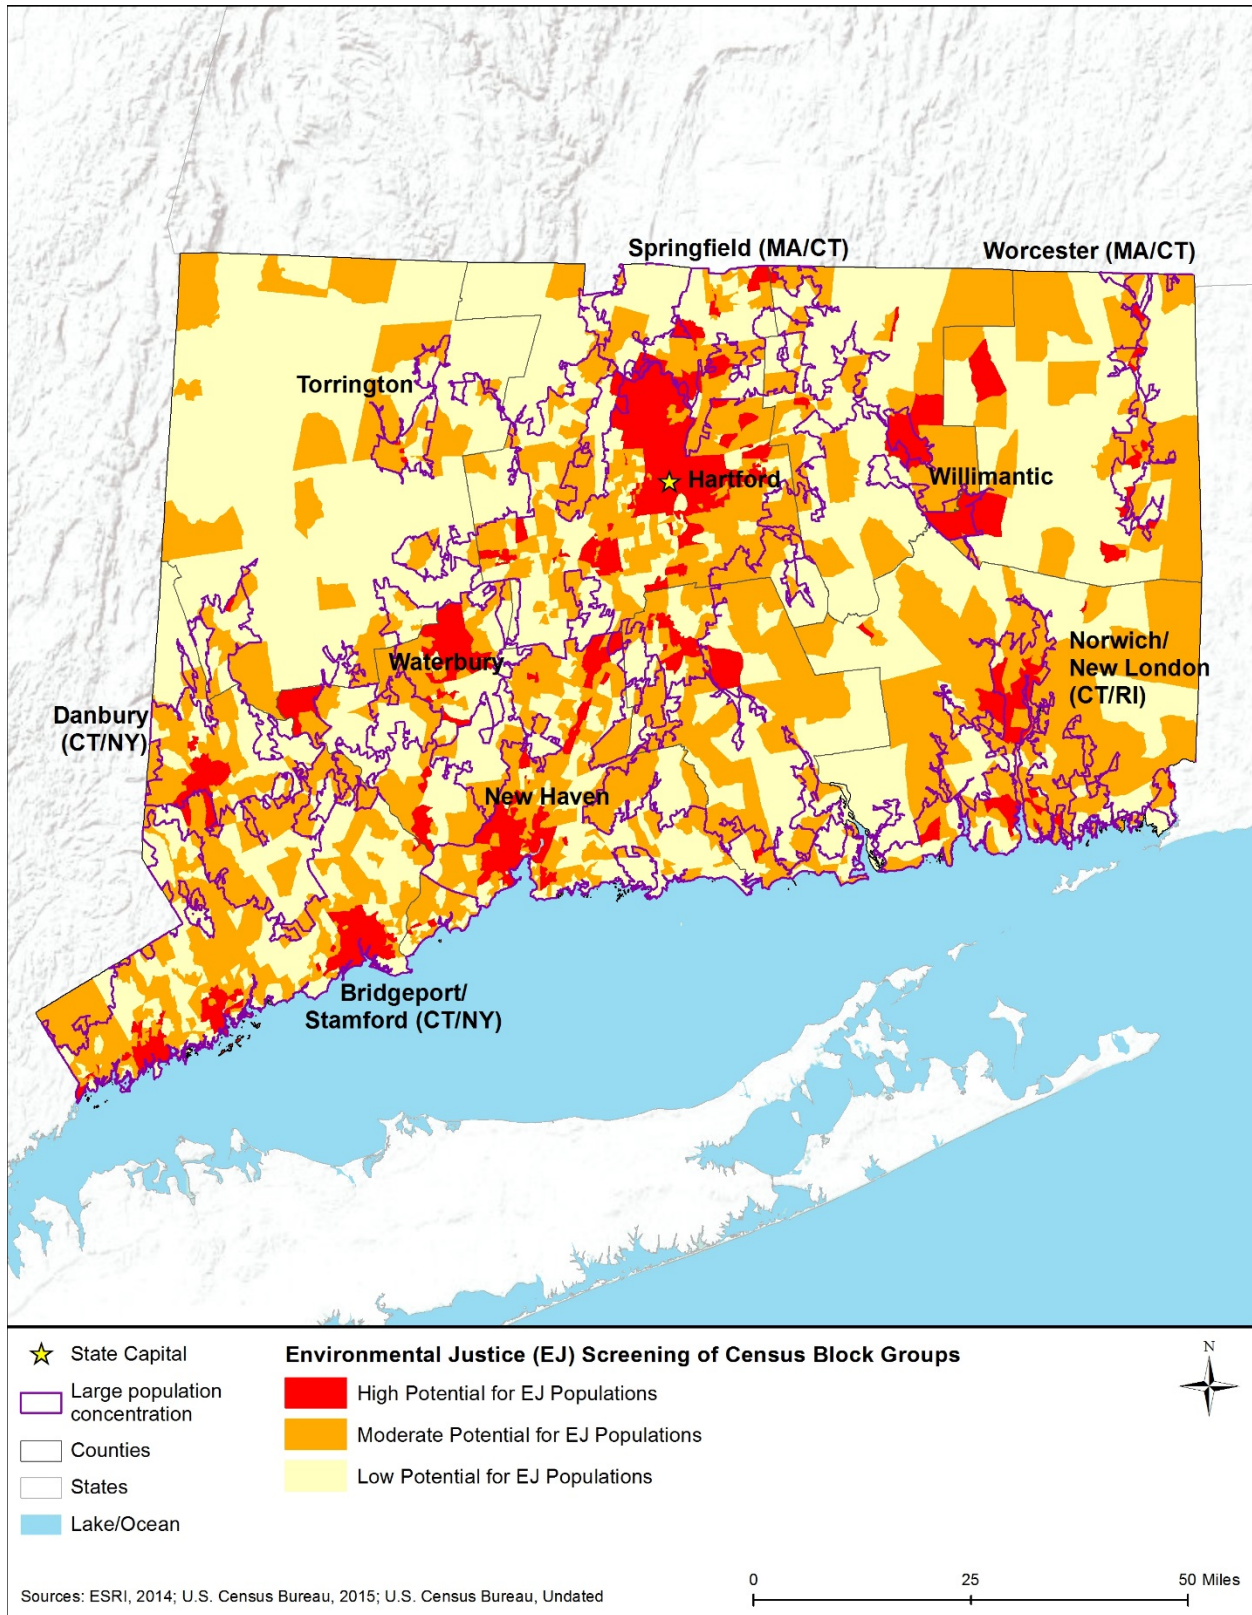 Springfield (MA/CT)
Worcester (MA/CT)
Torrington
Hartford
Willimantic
Waterbury
Norwich/
New London
(CT/RI)
Danbury
(CT/NY)
New Haven
Bridgeport/
Stamford (CT/NY)
State Capital
Large population
concentration
Counties
States
Lake/Ocean
Environmental Justice (EJ) Screening of Census Block Groups
High Potential for EJ Populations
Moderate Potential for EJ Populations
Low Potential for EJ Populations
N
Sources: ESRI, 2014; U.S. Census Bureau, 2015; U.S. Census Bureau, Undated
0 25 50 Miles